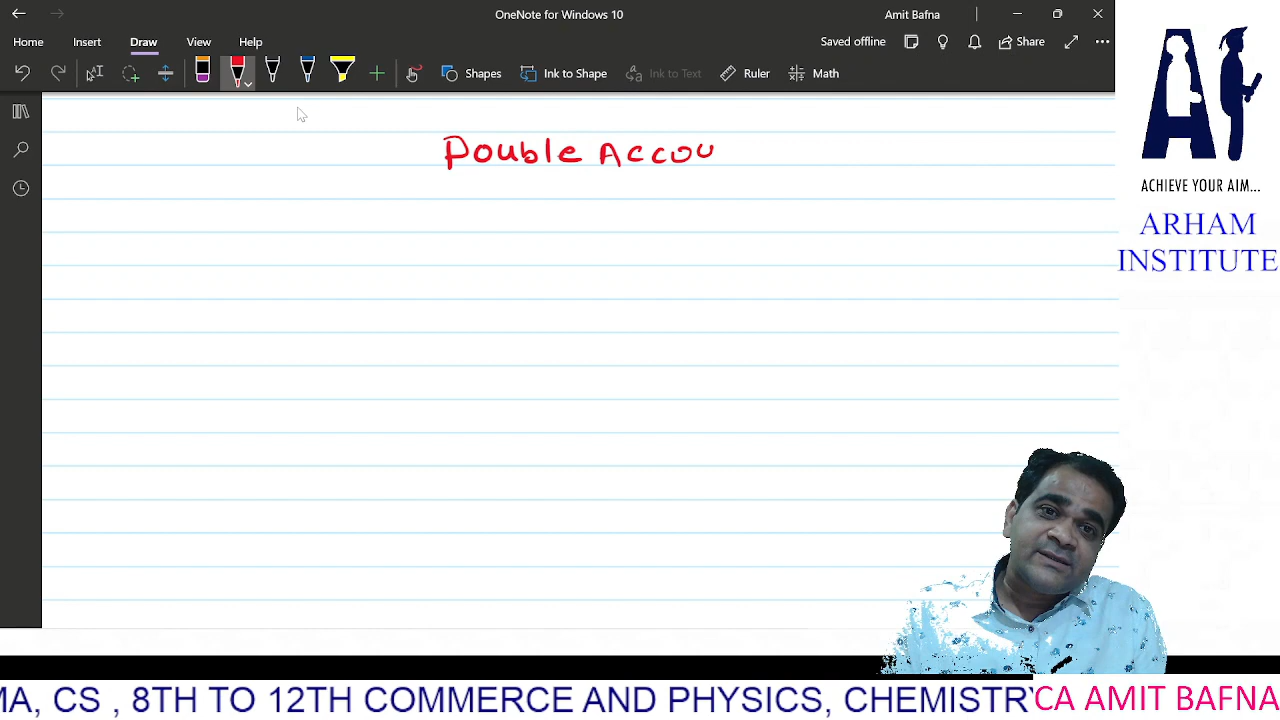 OneNote for Windows 10
Amit Bafna
Home Insert Draw View Help
Saved offline Share
Shapes Ink to Shape Ink to Text Ruler Math
Double Accou
ACHIEVE YOUR AIM...
ARHAM
INSTITUTE
MA, CS , 8TH TO 12TH COMMERCE AND PHYSICS, CHEMISTR
CA AMIT BAFNA